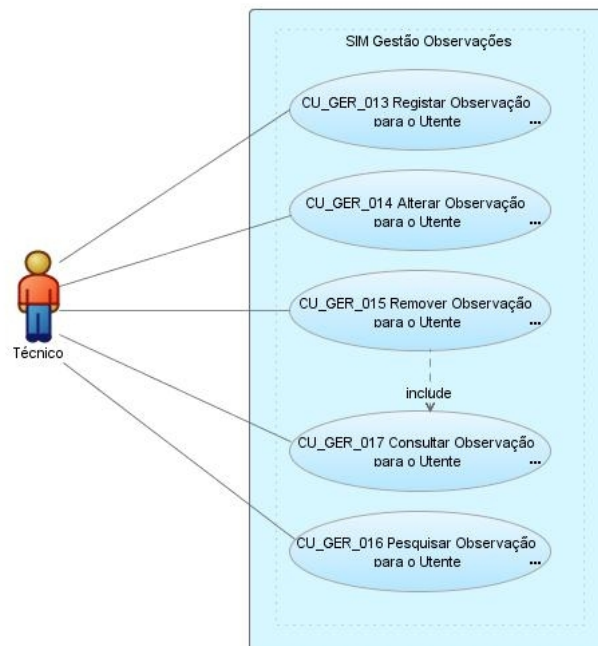 SIM Gestão Observações
CU_GER_013 Registar Observação
para o Utente
...
CU_GER_014 Alterar Observação
para o Utente
...
CU_GER_015 Remover Observação
para o Utente
...
Técnico
include
CU_GER_017 Consultar Observação
para o Utente
...
CU_GER_016 Pesquisar Observação
para o Utente
...